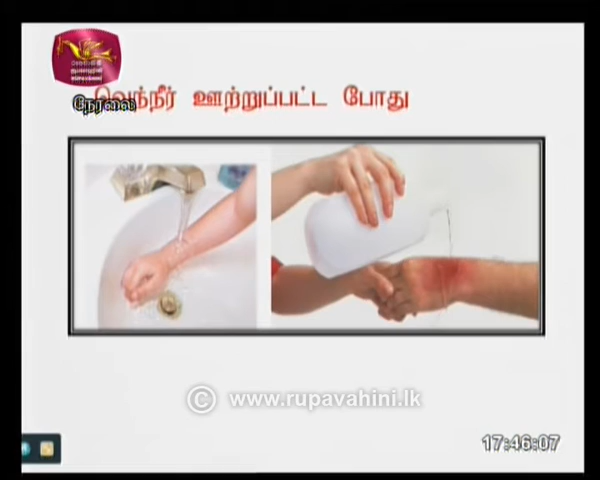 நேரலை
வெந்நீர் ஊற்றுப்பட்ட போது
© www.rupavahini.lk
17:46:07